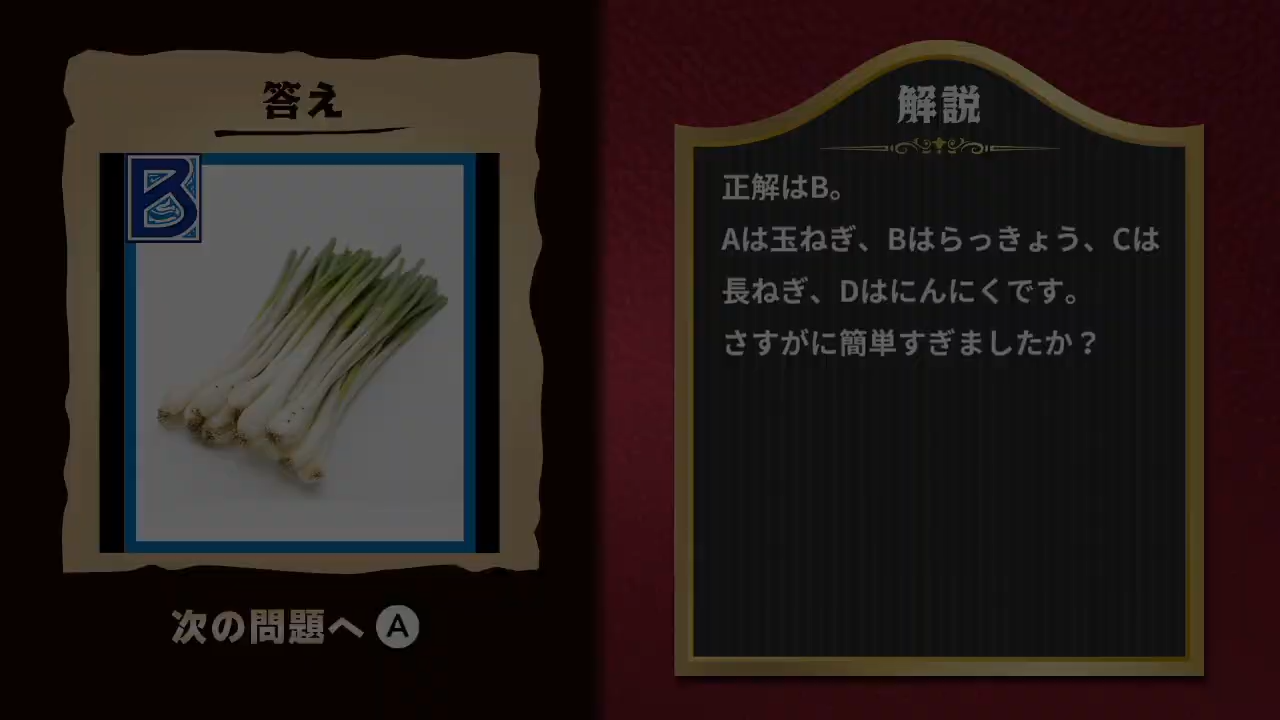 答え
B
次の問題へ A
解説
正解はB。
Aは玉ねぎ、Bはらっきょう、Cは
長ねぎ、Dはにんにくです。
さすがに簡単すぎましたか？